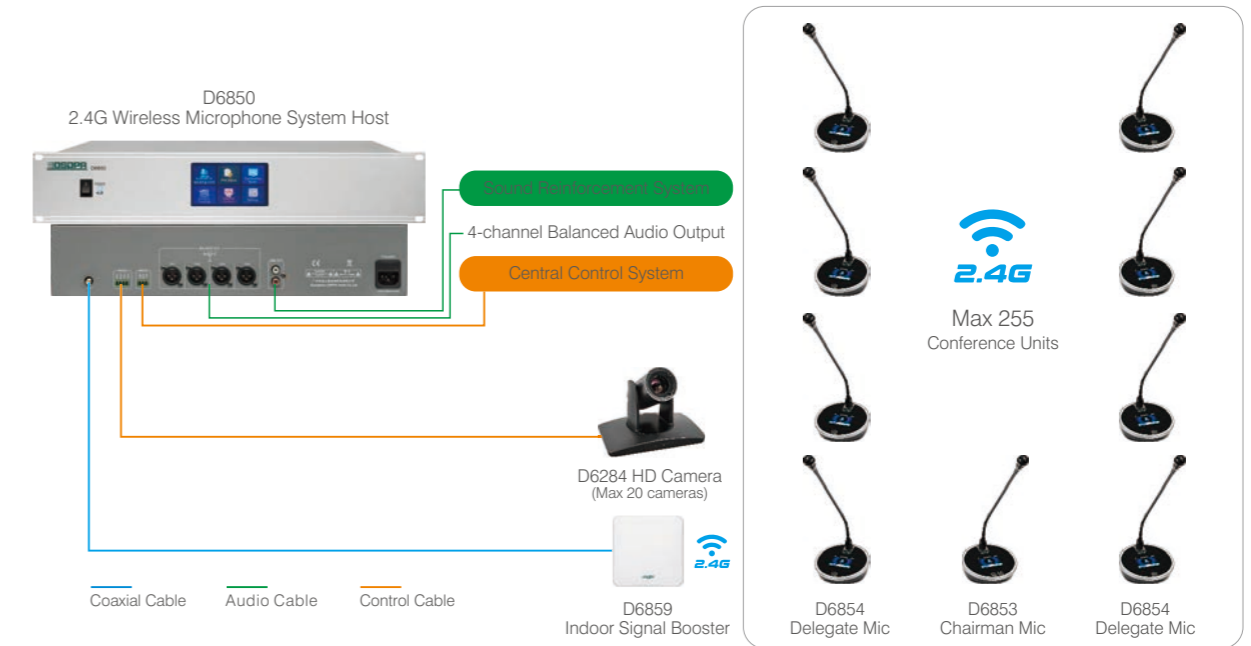 D6850
2.4G Wireless Microphone System Host
DSPPA D6850
Sound Reinforcement System
4-channel Balanced Audio Output
Central Control System
D6284 HD Camera
(Max 20 cameras)
2.4G
D6859
Indoor Signal Booster
Coaxial Cable
Audio Cable
Control Cable
2.4G
Max 255
Conference Units
D6854
Delegate Mic
D6853
Chairman Mic
D6854
Delegate Mic